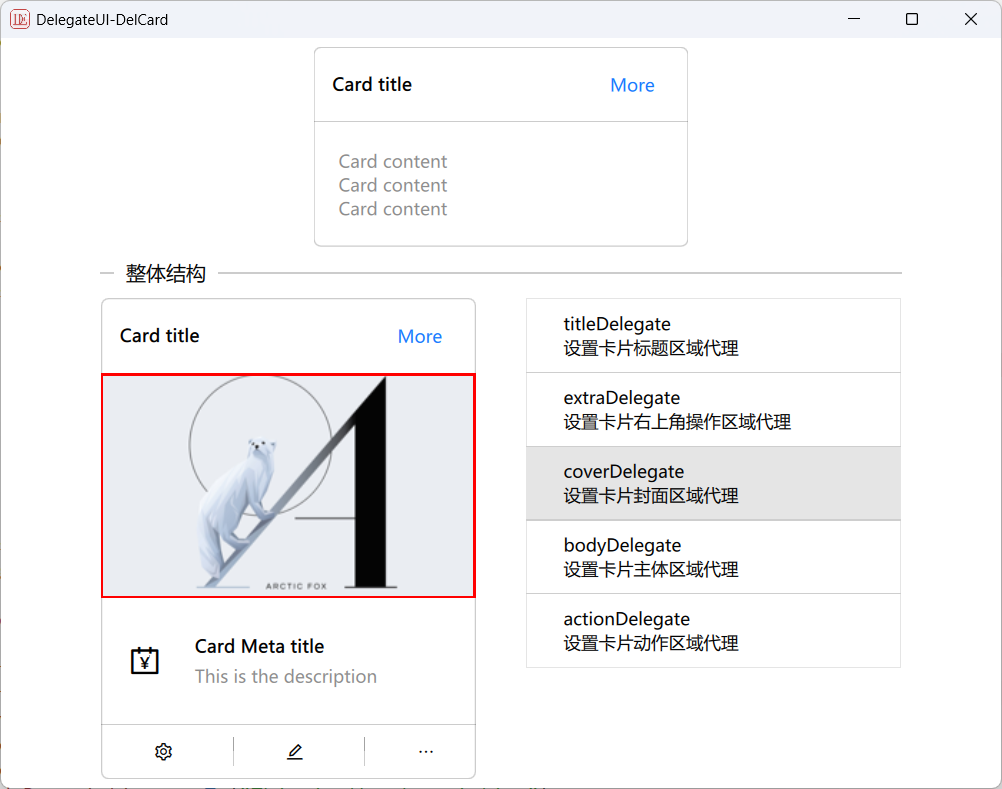 DelegateUI-DelCard
Card title
More
Card content
Card content
Card content
整体结构
Card title
More
ARCTIC FOX
Card Meta title
This is the description
titleDelegate
设置卡片标题区域代理
extraDelegate
设置卡片右上角操作区域代理
coverDelegate
设置卡片封面区域代理
bodyDelegate
设置卡片主体区域代理
actionDelegate
设置卡片动作区域代理